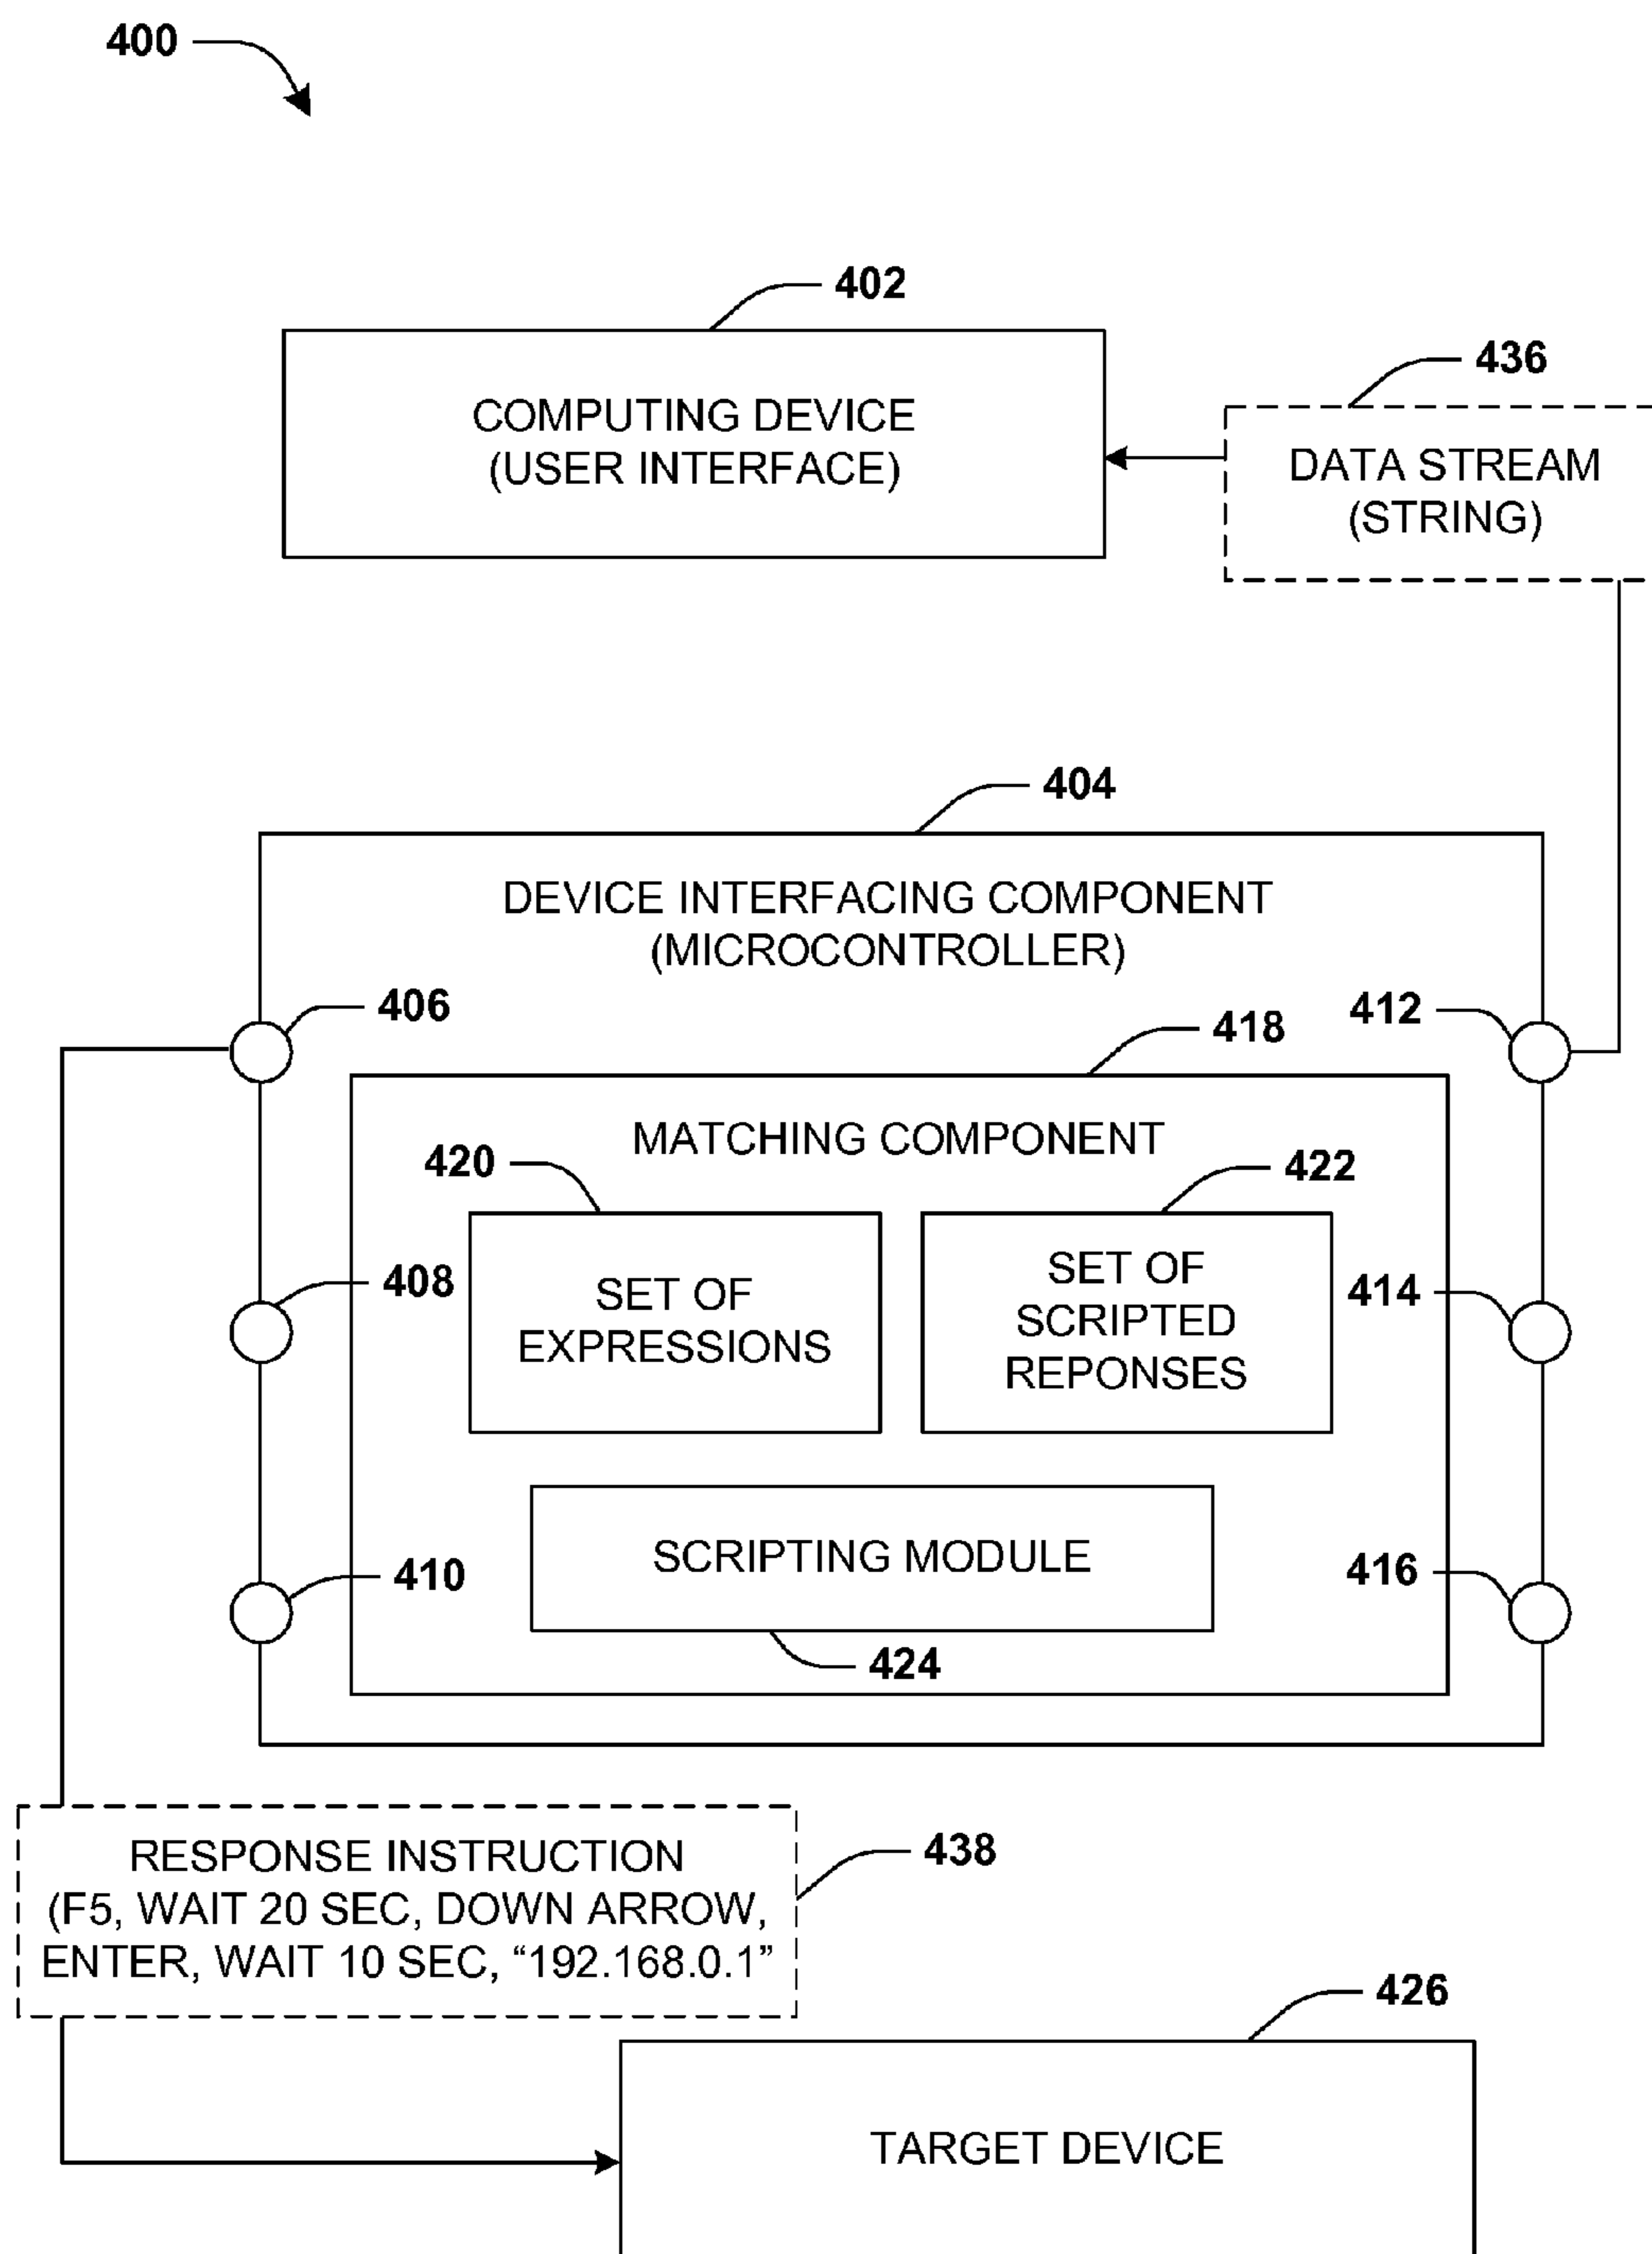 400
402
COMPUTING DEVICE
(USER INTERFACE)
436
DATA STREAM
(STRING)
404
DEVICE INTERFACING COMPONENT
(MICROCONTROLLER)
406
412
418
MATCHING COMPONENT
420
422
SET OF
EXPRESSIONS
SET OF
SCRIPTED
REPONSES
408
414
SCRIPTING MODULE
410
416
424
RESPONSE INSTRUCTION
(F5, WAIT 20 SEC, DOWN ARROW,
ENTER, WAIT 10 SEC, “192.168.0.1”
438
426
TARGET DEVICE